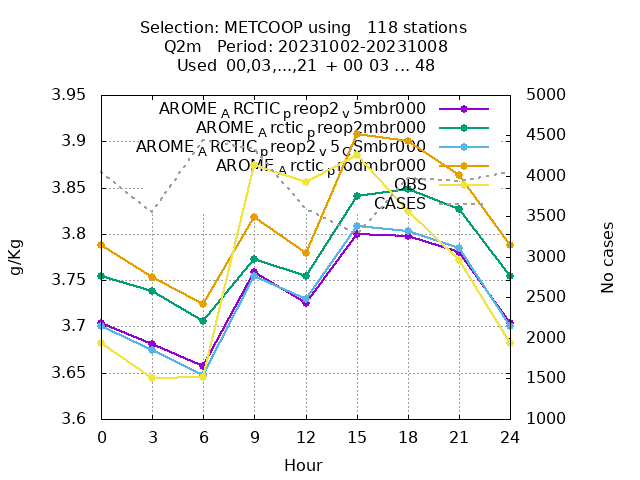 Selection: METCOOP using   118 stations
Q2m   Period: 20231002-20231008
Used 00,03,...,21 + 00 03 ... 48
AROME_ARCTIC_preop2_v5mbr000
AROME_Arctic_preop2mbr000
AROME_ARCTIC_preop2_v5_CSmbr000
AROME_Arctic_prodmbr000
OBS
CASES
3.95
3.9
3.85
3.8
3.75
3.7
3.65
3.6
5000
4500
4000
3500
3000
2500
2000
1500
1000
g/Kg
No cases
0 3 6 9 12 15 18 21 24
Hour